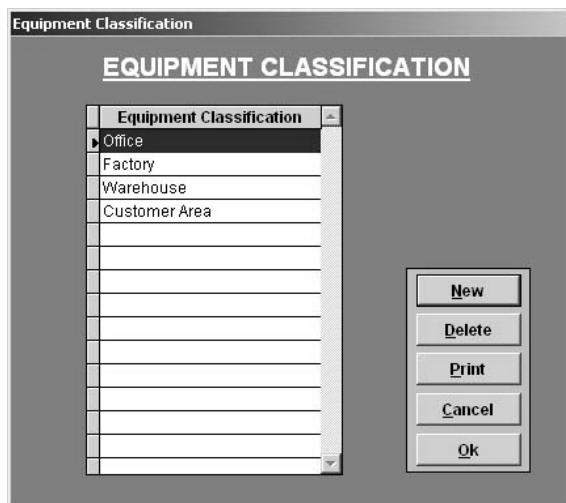 Equipment Classification
EQUIPMENT CLASSIFICATION
Equipment Classification
Office
Factory
Warehouse
Customer Area
New
Delete
Print
Cancel
Ok